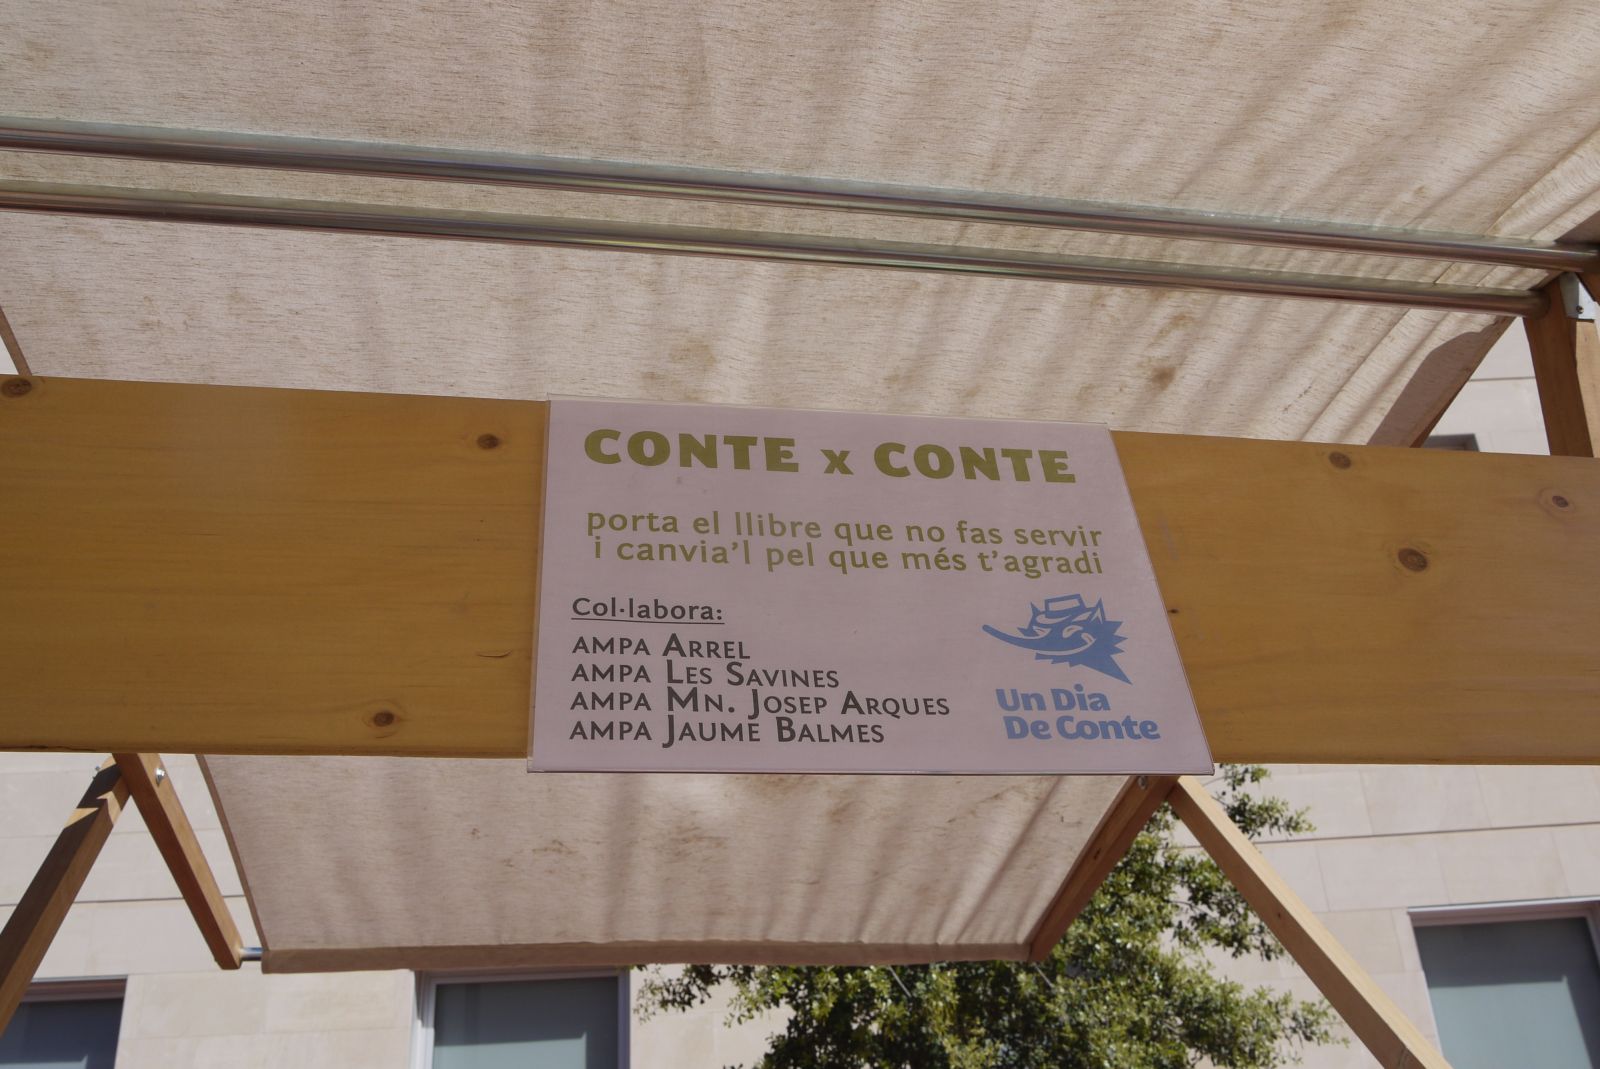 CONTE x CONTE
porta el llibre que no fas servir
i canvia'l pel que més t'agradi
Col·labora:
AMPA ARREL
AMPA LES SAVINES
AMPA MN. JOSEP ARQUES
AMPA JAUME BALMES
Un Dia
De Conte